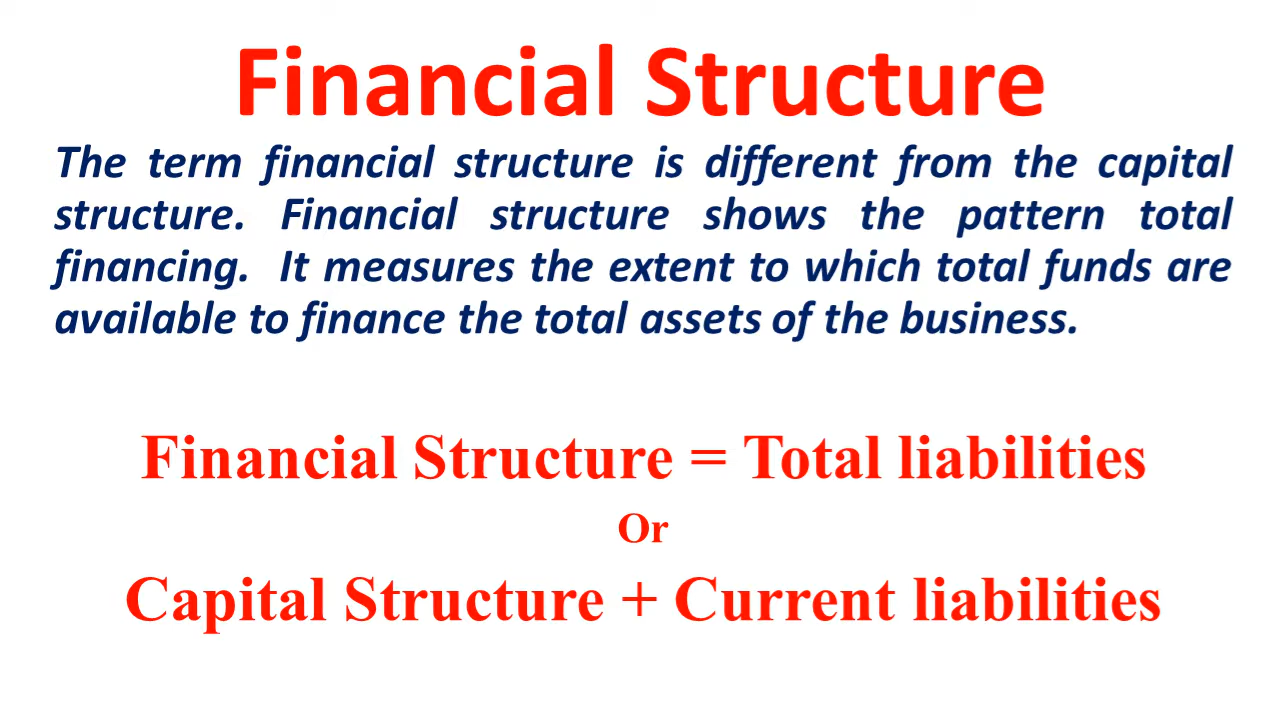 Financial Structure
The term financial structure is different from the capital
structure. Financial structure shows the pattern total
financing. It measures the extent to which total funds are
available to finance the total assets of the business.
Financial Structure = Total liabilities
Or
Capital Structure + Current liabilities